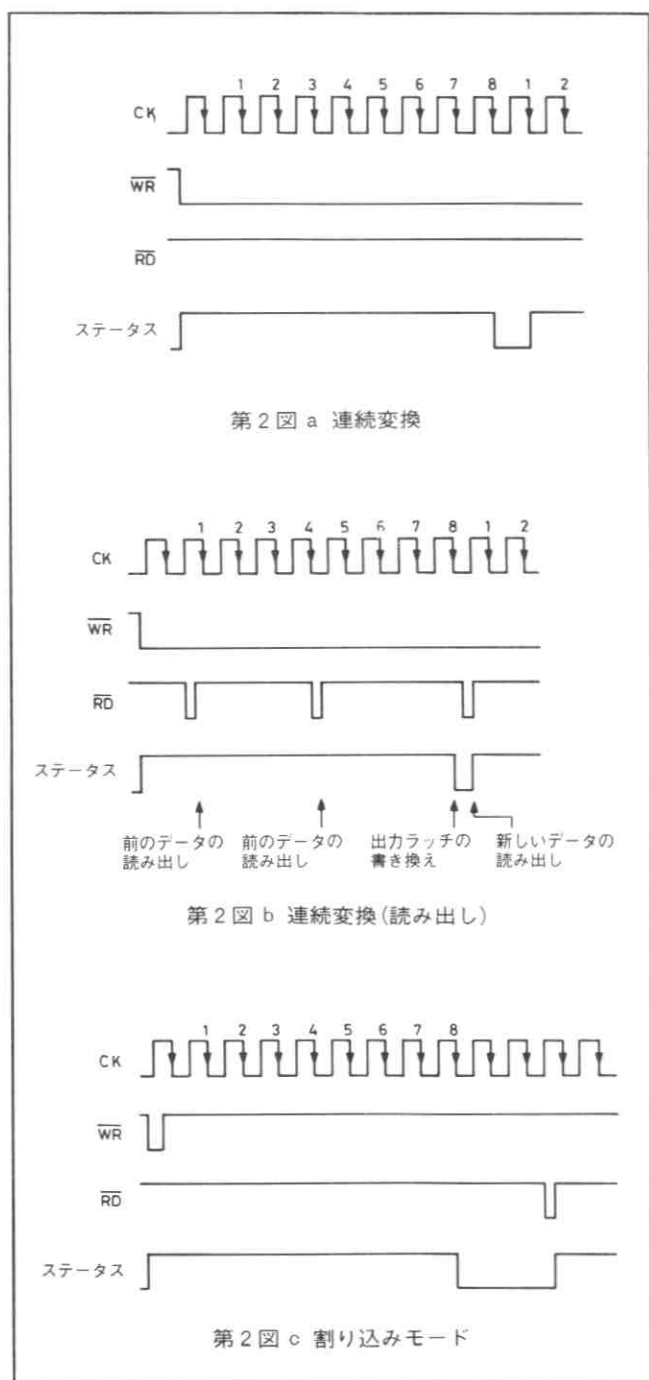 1 2 3 4 5 6 7 8 1 2
CK
WR
RD
ステータス
第2図 a 連続変換
1 2 3 4 5 6 7 8 1 2
CK
WR
RD
ステータス
前のデータの 前のデータの 出力ラッチの 新しいデータの
読み出し 読み出し 書き換え 読み出し
第2図 b 連続変換(読み出し)
1 2 3 4 5 6 7 8
CK
WR
RD
ステータス
第2図 c 割り込みモード